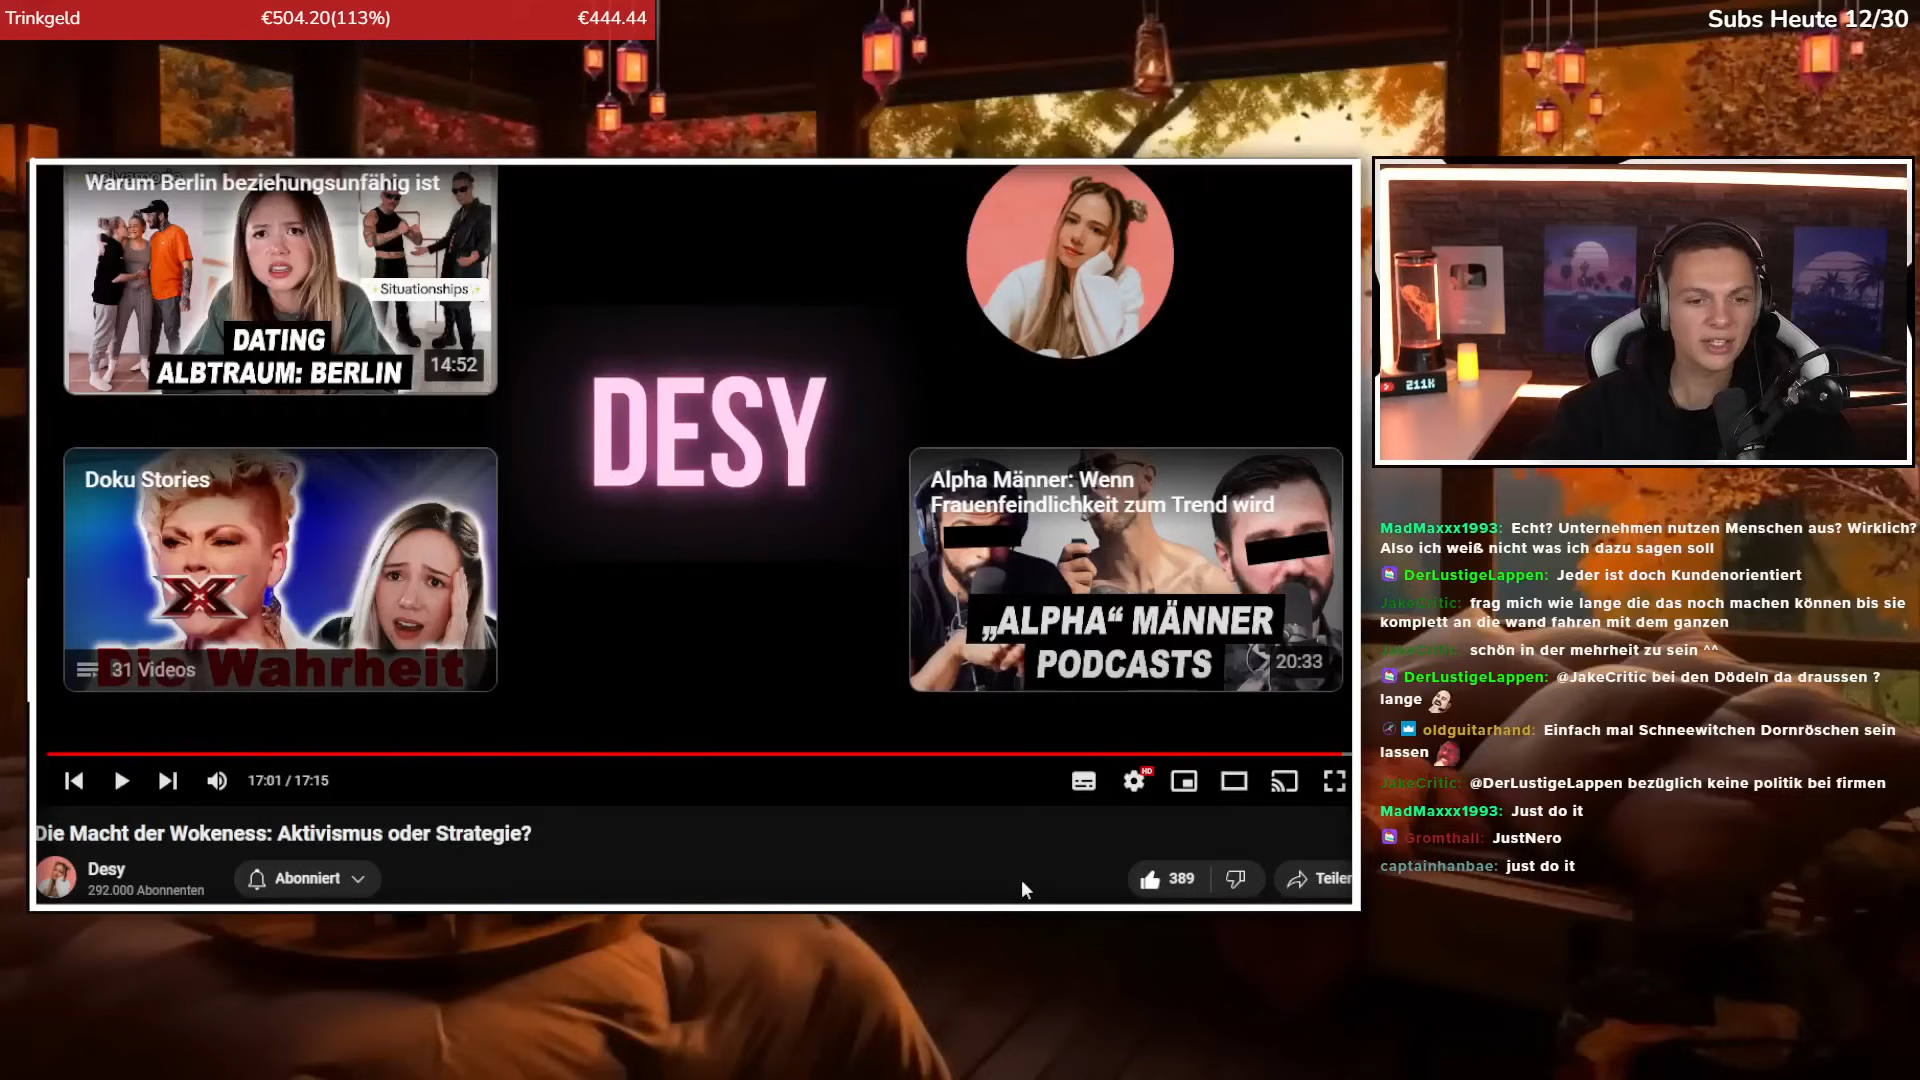 Trinkgeld €504.20(113%) €444.44
Subs Heute 12/30
Warum Berlin beziehungsunfähig ist
Situationships
DATING
ALBTRAUM: BERLIN
14:52
DESY
Doku Stories
Die Wahrheit
31 Videos
Alpha Männer: Wenn
Frauenfeindlichkeit zum Trend wird
„ALPHA“ MÄNNER
PODCASTS
20:33
17:01 / 17:15
HD
Die Macht der Wokeness: Aktivismus oder Strategie?
Desy
292.000 Abonnenten
Abonniert
389
Teilen
211K
MadMaxxx1993: Echt? Unternehmen nutzen Menschen aus? Wirklich?
Also ich weiß nicht was ich dazu sagen soll
DerLustigeLappen: Jeder ist doch Kundenorientiert
JakeCritic: frag mich wie lange die das noch machen können bis sie
komplett an die wand fahren mit dem ganzen
JakeCritic: schön in der mehrheit zu sein ^^
DerLustigeLappen: @JakeCritic bei den Dödeln da draussen ?
lange
oldguitarhand: Einfach mal Schneewitchen Dornröschen sein
lassen
JakeCritic: @DerLustigeLappen bezüglich keine politik bei firmen
MadMaxxx1993: Just do it
Gromthall: JustNero
captainhanbae: just do it